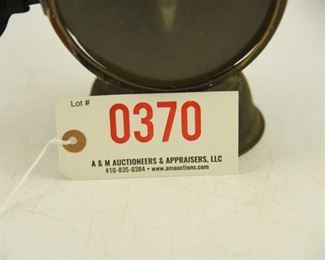 Lot #
0370
A & M AUCTIONEERS & APPRAISERS, LLC
410-835-0384 • www.amauctions.com